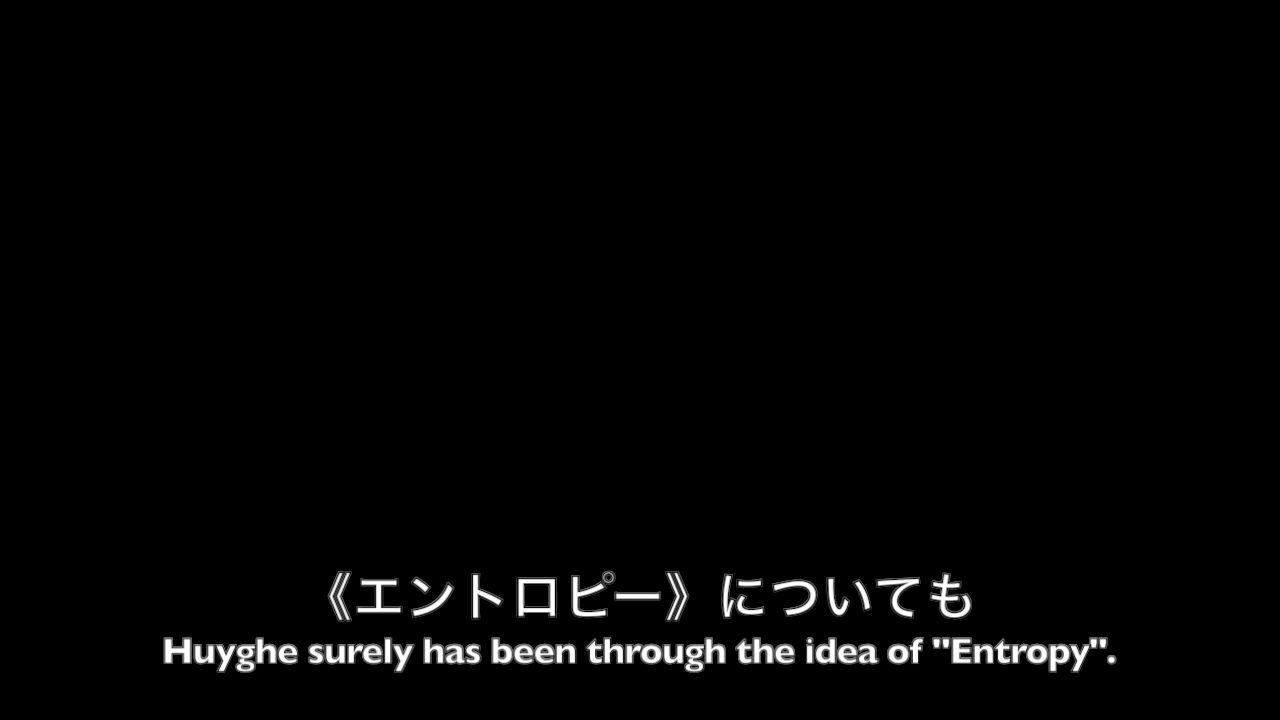 《エントロピー》についても
Huyghe surely has been through the idea of "Entropy".